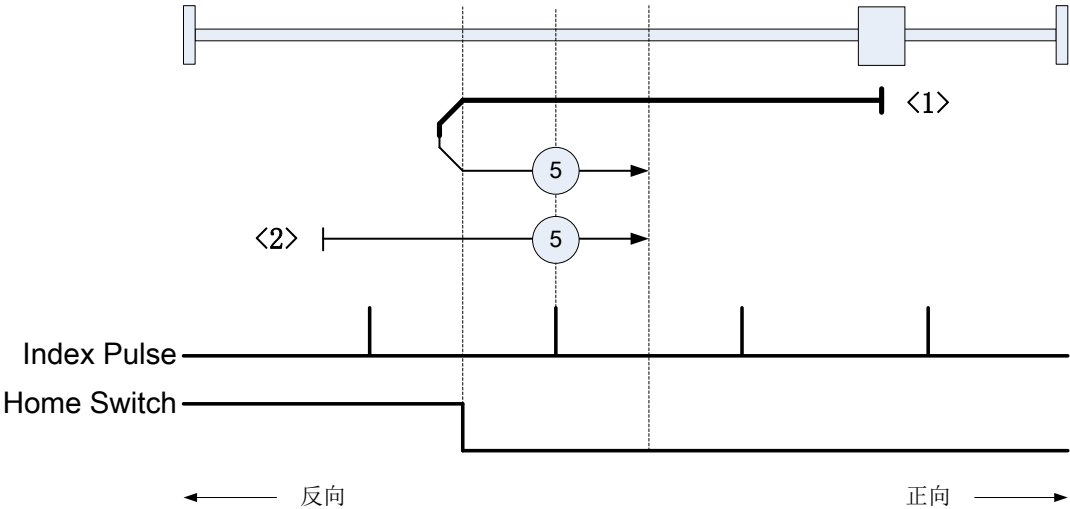 <1>
5
<2>
5
Index Pulse
Home Switch
反向
正向